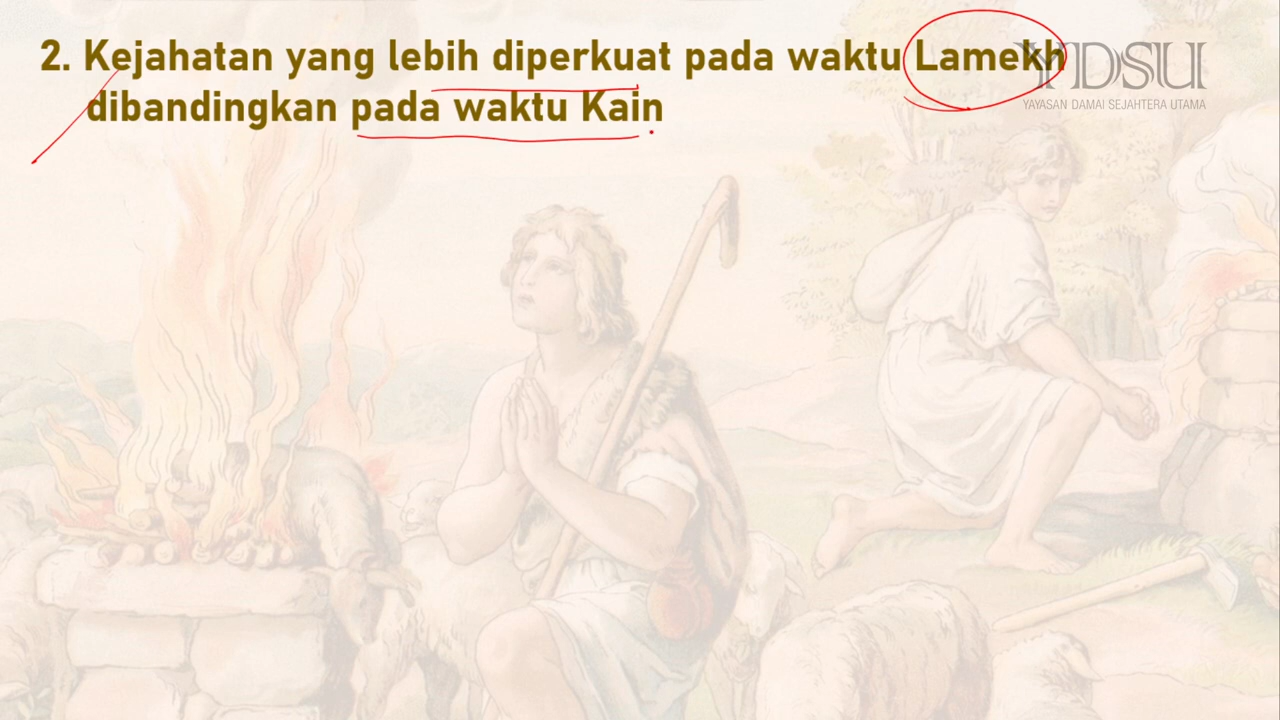 2. Kejahatan yang lebih diperkuat pada waktu Lamekh
dibandingkan pada waktu Kain
YDSU
YAYASAN DAMAI SEJAHTERA UTAMA